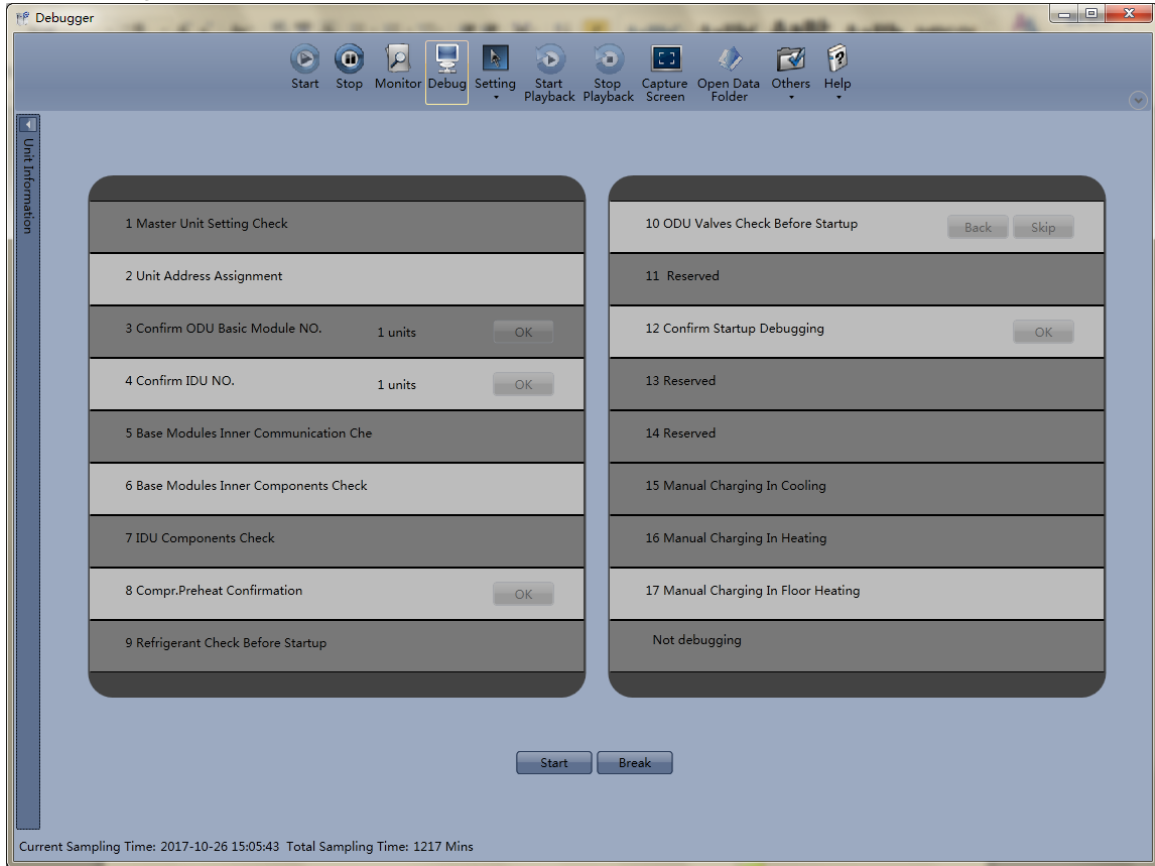 Debugger
Start Stop Monitor Debug Setting Start Playback Stop Playback Capture Screen Open Data Folder Others Help
Unit Information
1 Master Unit Setting Check
2 Unit Address Assignment
3 Confirm ODU Basic Module NO. 1 units OK
4 Confirm IDU NO. 1 units OK
5 Base Modules Inner Communication Che
6 Base Modules Inner Components Check
7 IDU Components Check
8 Compr.Preheat Confirmation OK
9 Refrigerant Check Before Startup
10 ODU Valves Check Before Startup Back Skip
11 Reserved
12 Confirm Startup Debugging OK
13 Reserved
14 Reserved
15 Manual Charging In Cooling
16 Manual Charging In Heating
17 Manual Charging In Floor Heating
Not debugging
Start Break
Current Sampling Time: 2017-10-26 15:05:43 Total Sampling Time: 1217 Mins